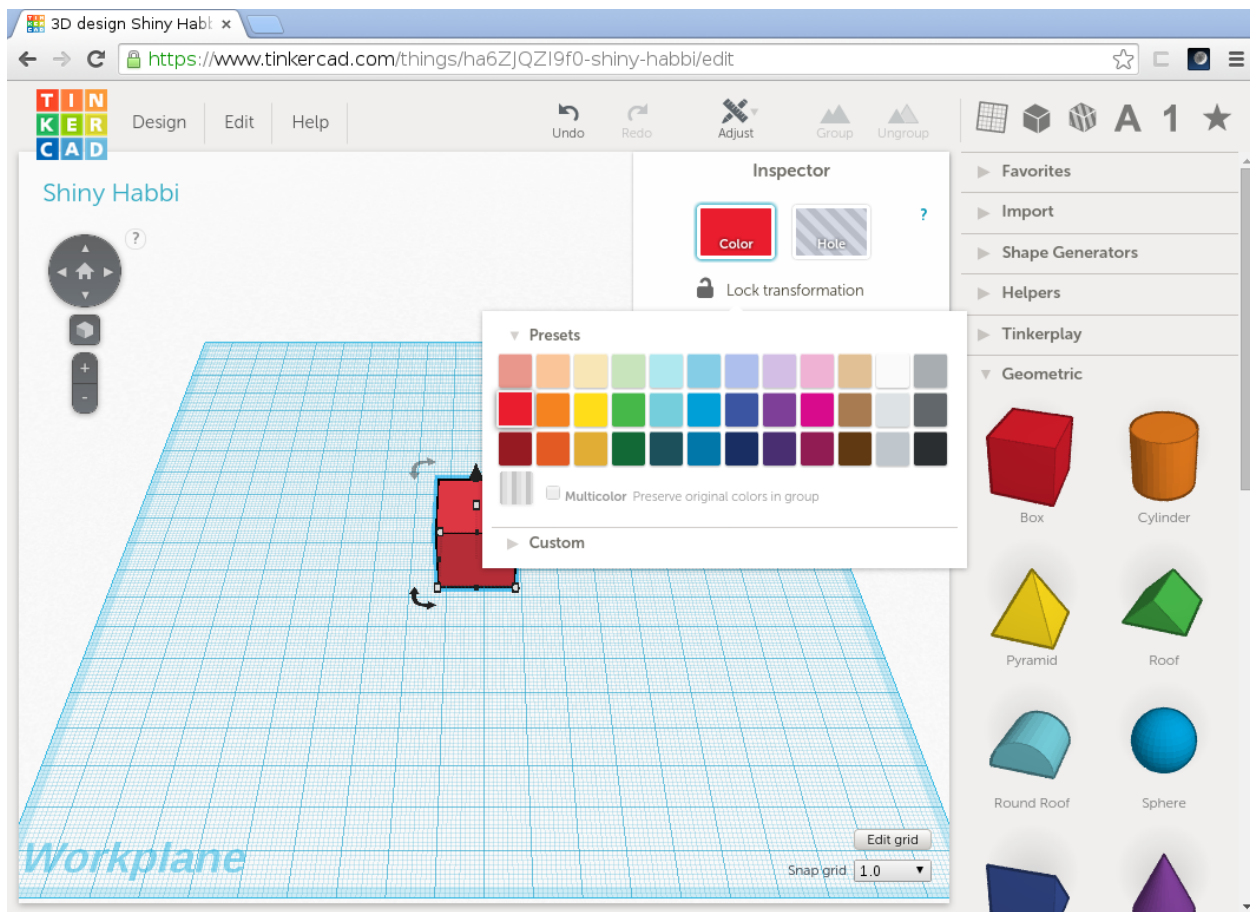 3D design Shiny Habb
https://www.tinkercad.com/things/ha6ZJQZI9f0-shiny-habbi/edit
TIN
KER
CAD
Design
Edit
Help
Undo
Redo
Adjust
Group
Ungroup
A
1
Shiny Habbi
?
Inspector
Color
Hole
?
Lock transformation
Presets
Multicolor Preserve original colors in group
Custom
+
-
Workplane
Edit grid
Snap grid 1.0
Favorites
Import
Shape Generators
Helpers
Tinkerplay
Geometric
Box
Cylinder
Pyramid
Roof
Round Roof
Sphere